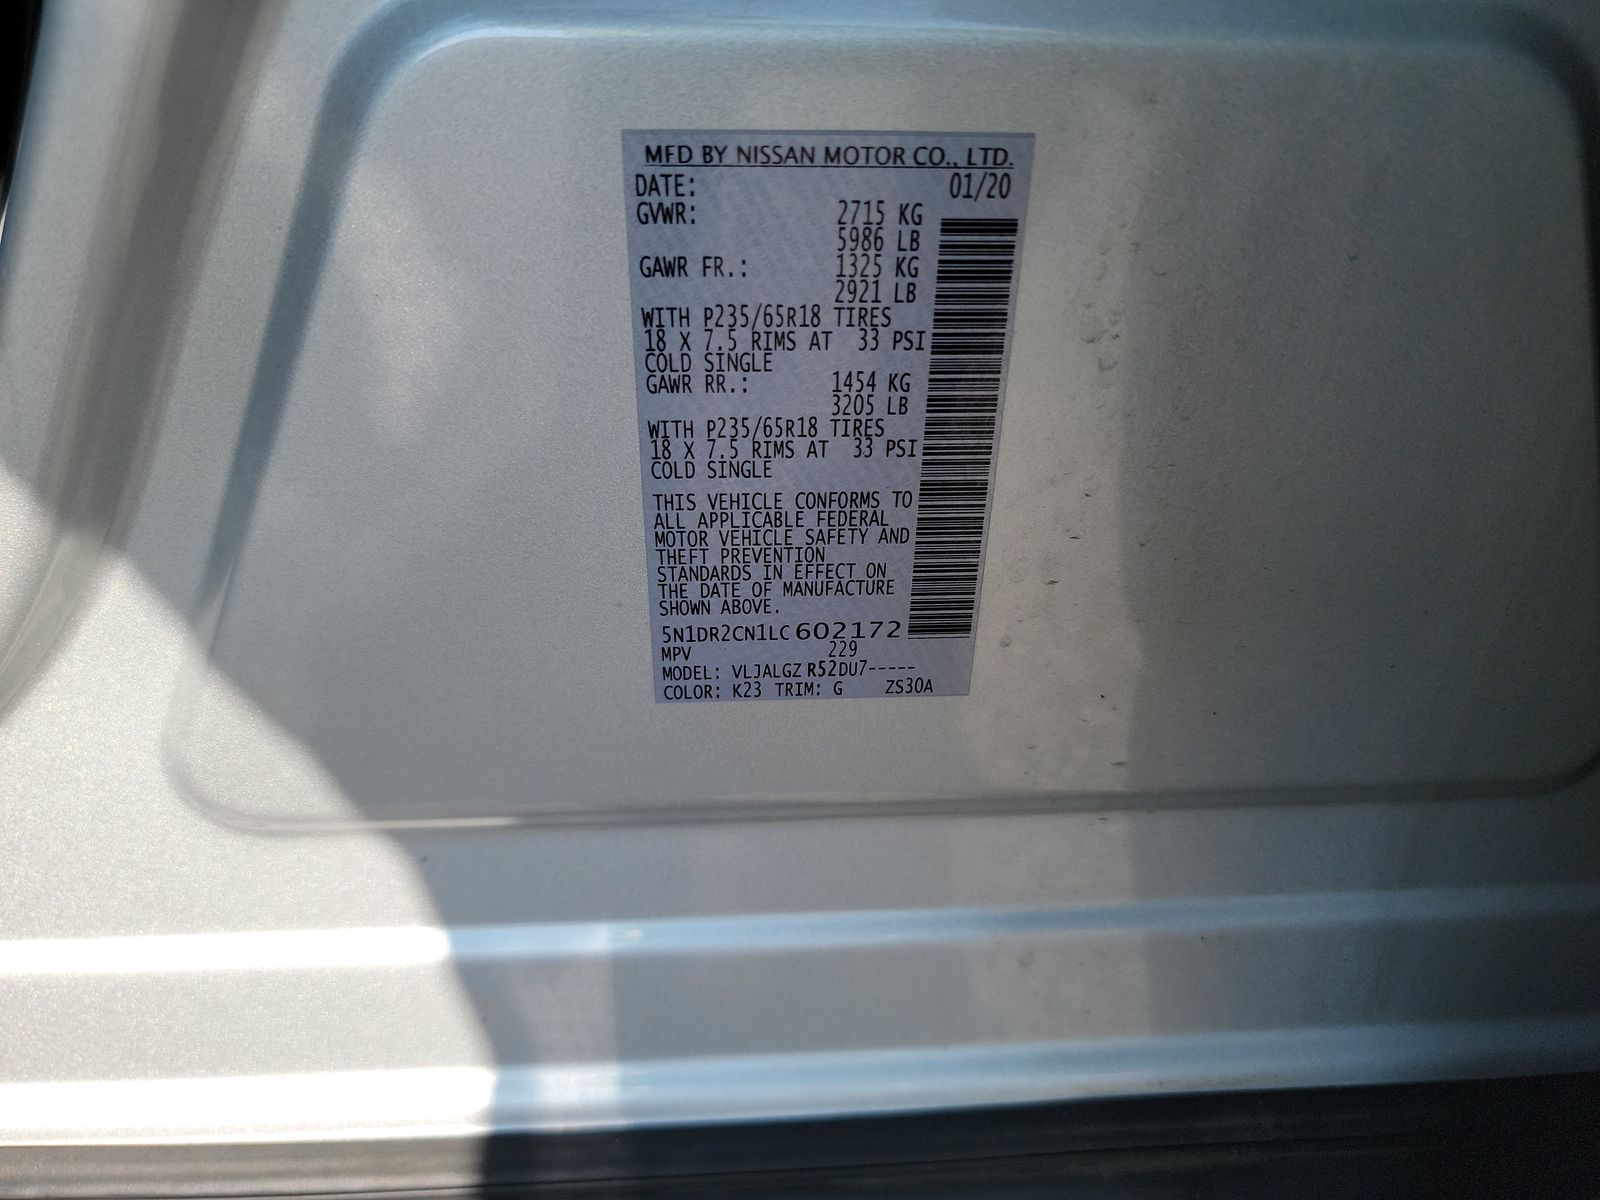 MFD BY NISSAN MOTOR CO., LTD.
DATE: 01/20
GVWR: 2715 KG
5986 LB
GAWR FR.: 1325 KG
2921 LB
WITH P235/65R18 TIRES
18 X 7.5 RIMS AT 33 PSI
COLD SINGLE
GAWR RR.: 1454 KG
3205 LB
WITH P235/65R18 TIRES
18 X 7.5 RIMS AT 33 PSI
COLD SINGLE
THIS VEHICLE CONFORMS TO
ALL APPLICABLE FEDERAL
MOTOR VEHICLE SAFETY AND
THEFT PREVENTION
STANDARDS IN EFFECT ON
THE DATE OF MANUFACTURE
SHOWN ABOVE.
5N1DR2CN1LC602172
MPV 229
MODEL: VLJALGZ R52DU7-----
COLOR: K23 TRIM: G ZS30A